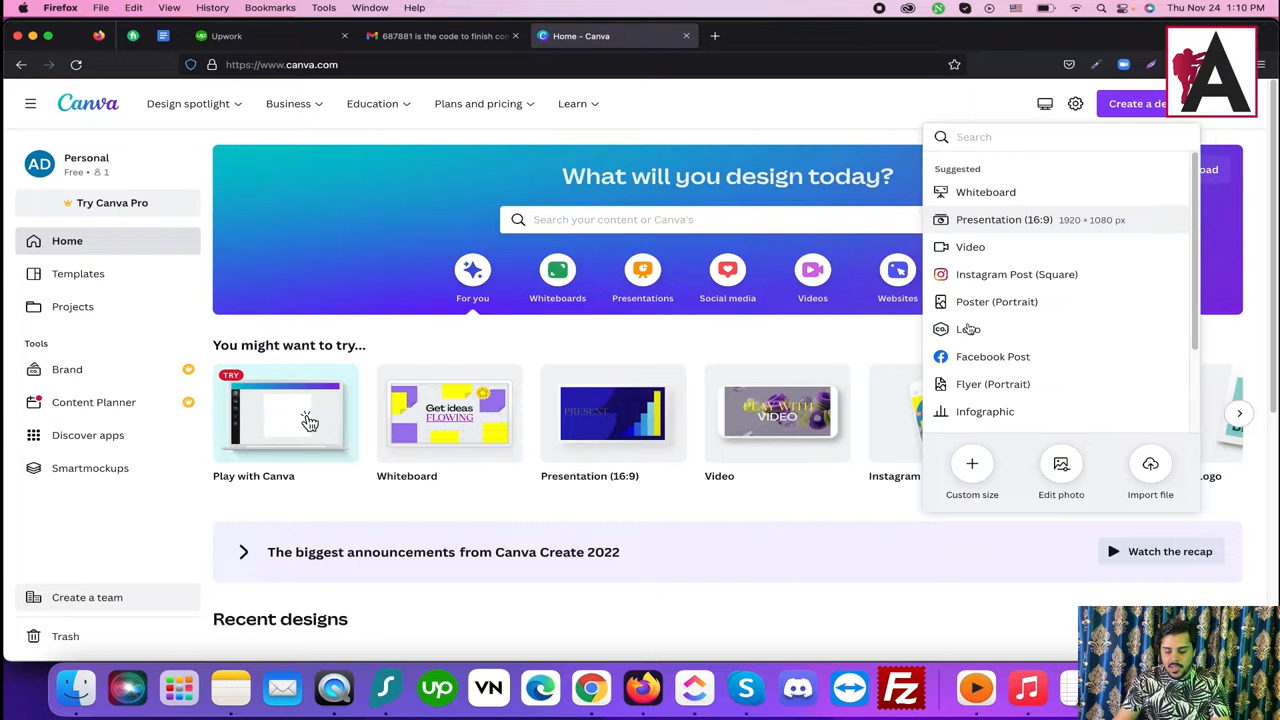 Firefox File Edit View History Bookmarks Tools Window Help Thu Nov 24 1:10 PM
Upwork
687881 is the code to finish con
Home - Canva
https://www.canva.com
A
Canva
Design spotlight
Business
Education
Plans and pricing
Learn
Create a de
AD
Personal
Free • 1
Try Canva Pro
Home
Templates
Projects
Tools
Brand
Content Planner
Discover apps
Smartmockups
Create a team
Trash
What will you design today?
Search your content or Canva's
For you
Whiteboards
Presentations
Social media
Videos
Websites
oad
You might want to try...
TRY
Get ideas
FLOWING
PRESENT
PLAY WITH
VIDEO
Play with Canva
Whiteboard
Presentation (16:9)
Video
Instagram
ogo
The biggest announcements from Canva Create 2022
Watch the recap
Recent designs
Search
Suggested
Whiteboard
Presentation (16:9) 1920 × 1080 px
Video
Instagram Post (Square)
Poster (Portrait)
CO.
Logo
Facebook Post
Flyer (Portrait)
Infographic
Custom size
Edit photo
Import file
up
VN
Fz